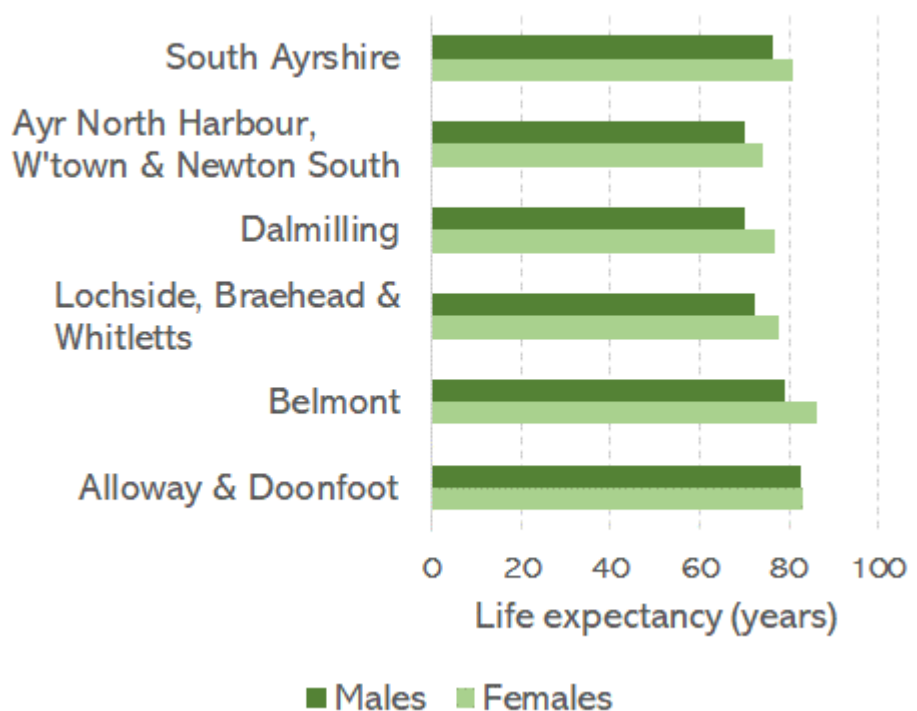 South Ayrshire
Ayr North Harbour,
W'town & Newton South
Dalmilling
Lochside, Braehead &
Whitletts
Belmont
Alloway & Doonfoot
0 20 40 60 80 100
Life expectancy (years)
Males Females